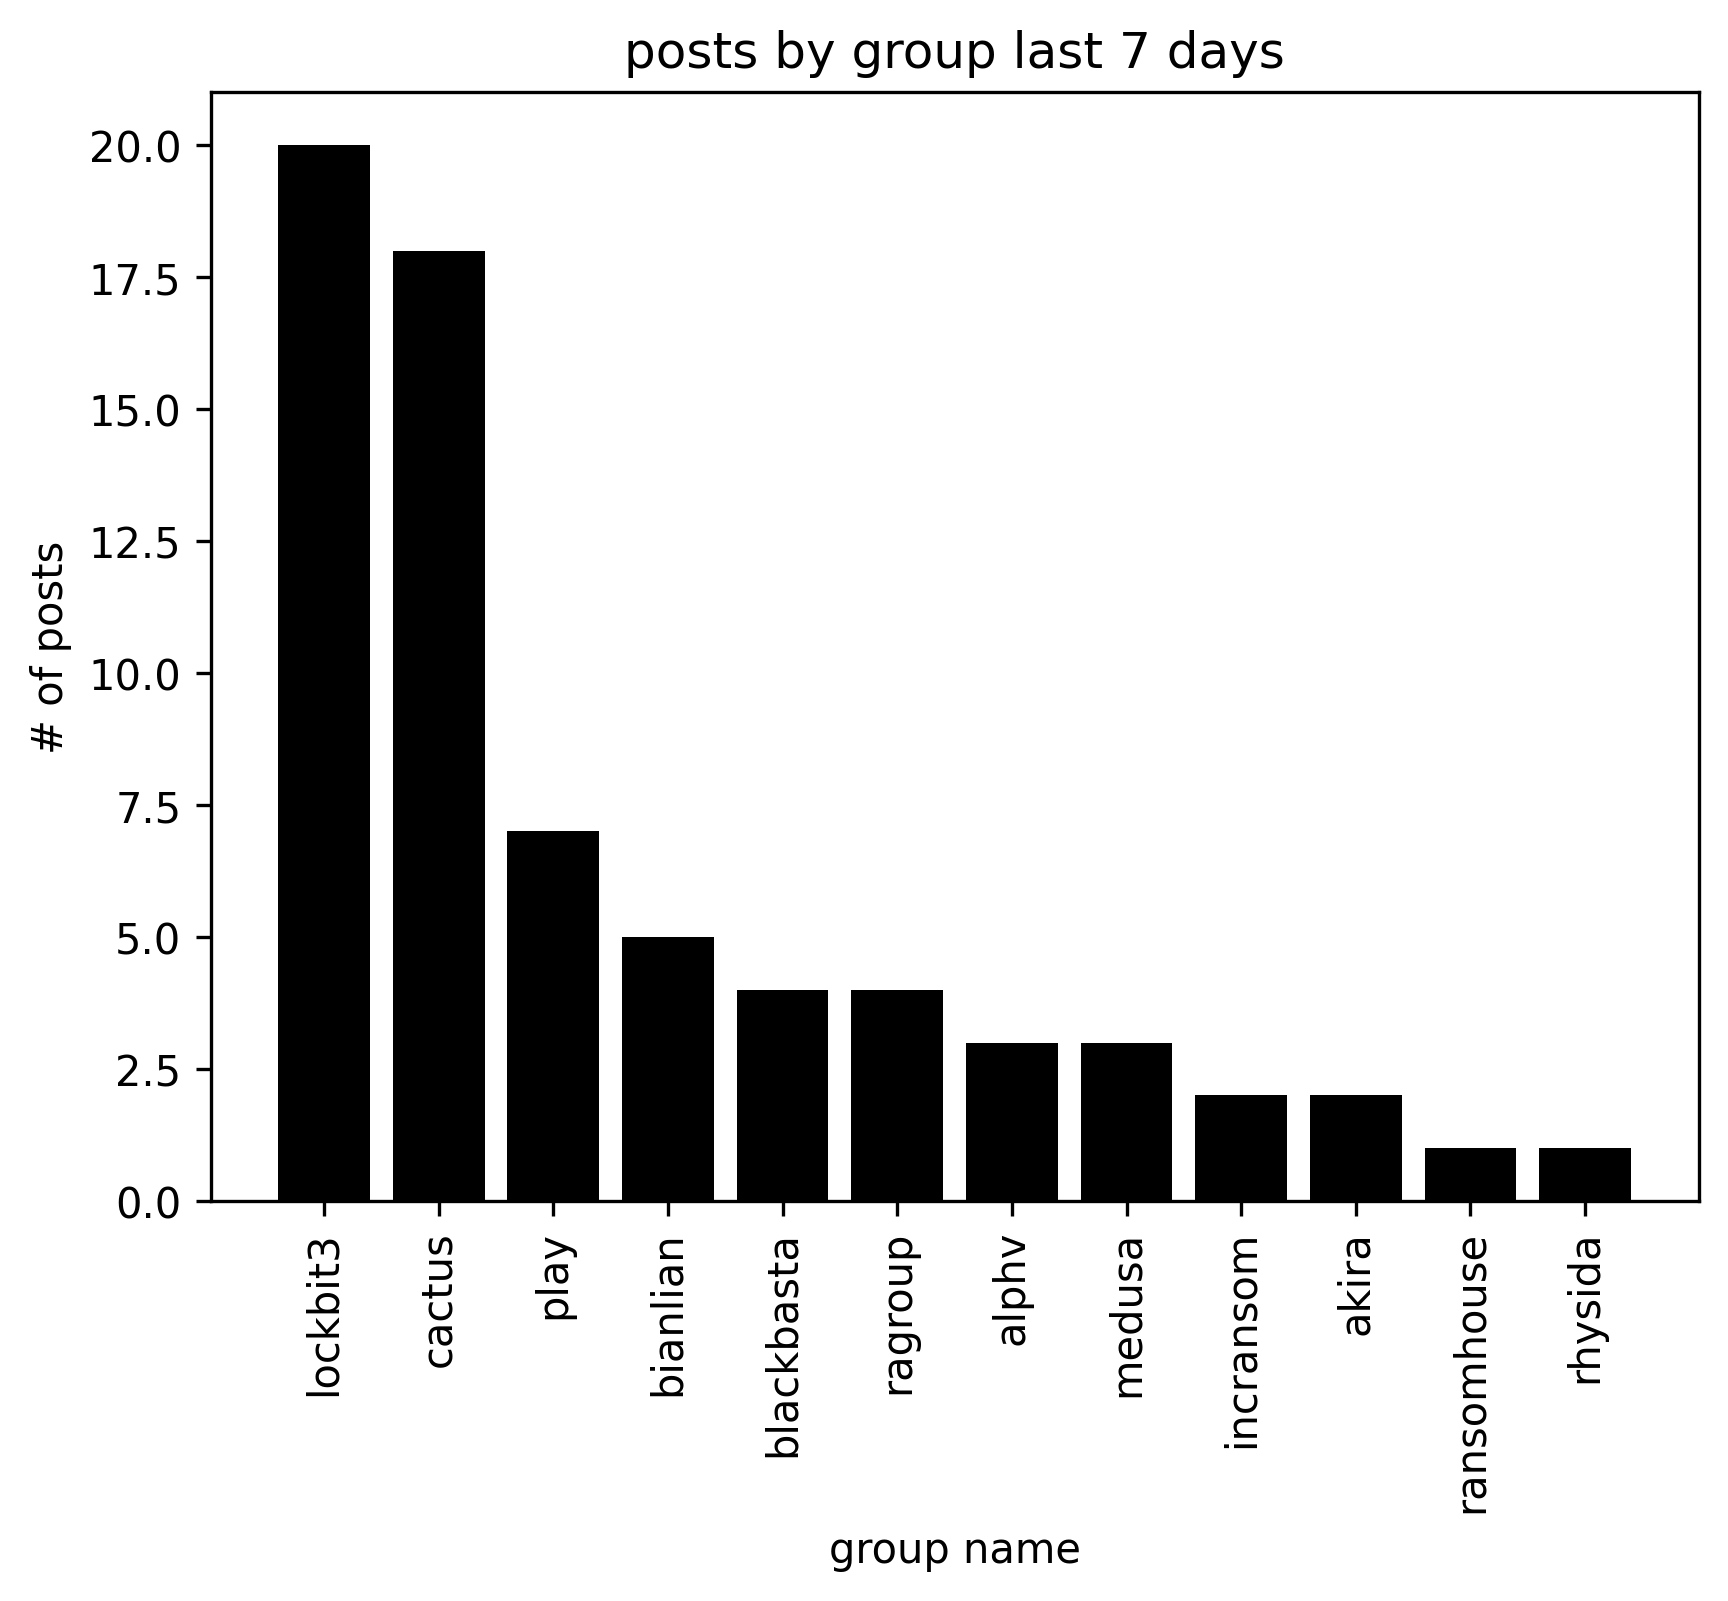 posts by group last 7 days
# of posts
20.0
17.5
15.0
12.5
10.0
7.5
5.0
2.5
0.0
lockbit3
cactus
play
bianlian
blackbasta
ragroup
alphv
medusa
incransom
akira
ransomhouse
rhysida
group name